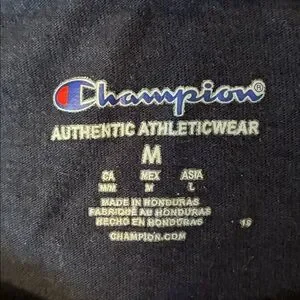 Champion®
AUTHENTIC ATHLETICWEAR
M
CA MEX ASIA
M/M M L
MADE IN HONDURAS
FABRIQUÉ AU HONDURAS
HECHO EN HONDURAS
CHAMPION.COM